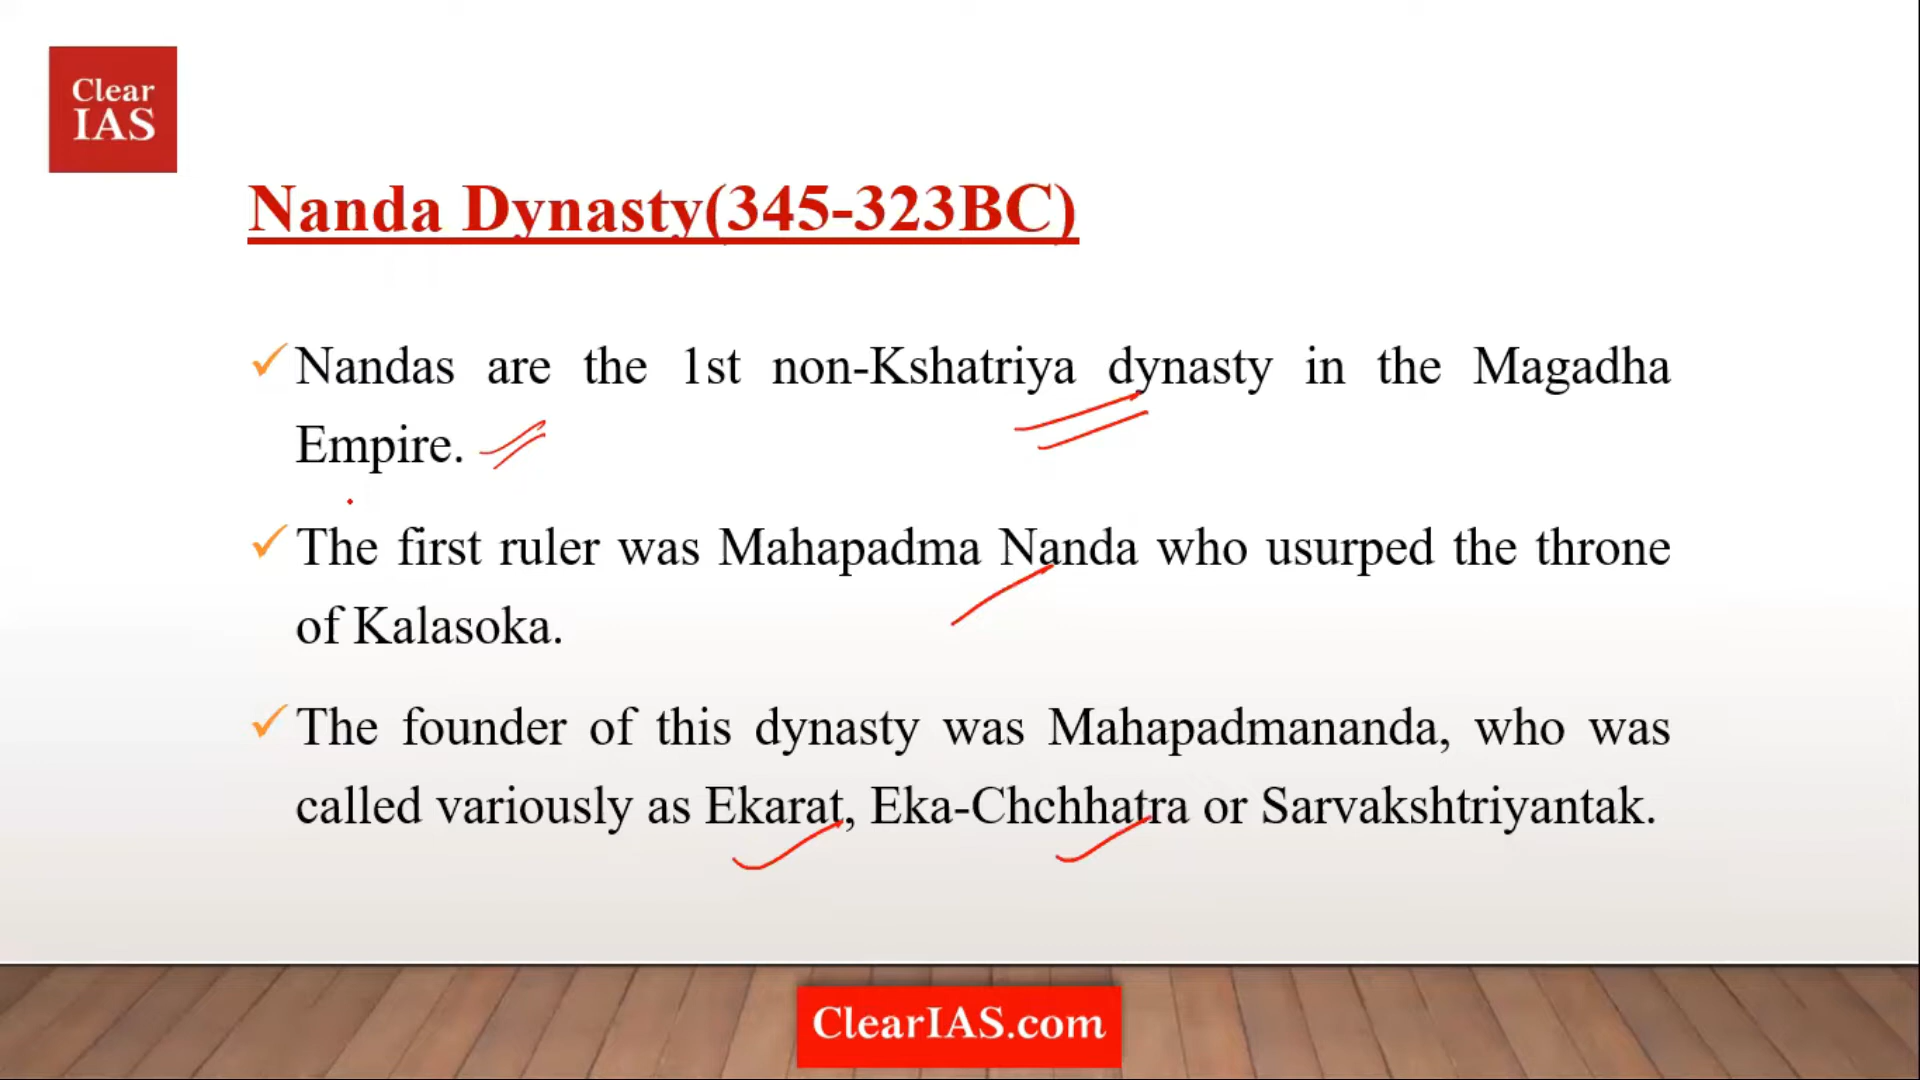 Clear
IAS
Nanda Dynasty(345-323BC)
Nandas are the 1st non-Kshatriya dynasty in the Magadha
Empire.
The first ruler was Mahapadma Nanda who usurped the throne
of Kalasoka.
The founder of this dynasty was Mahapadmananda, who was
called variously as Ekarat, Eka-Chchhatra or Sarvakshtriyantak.
ClearIAS.com